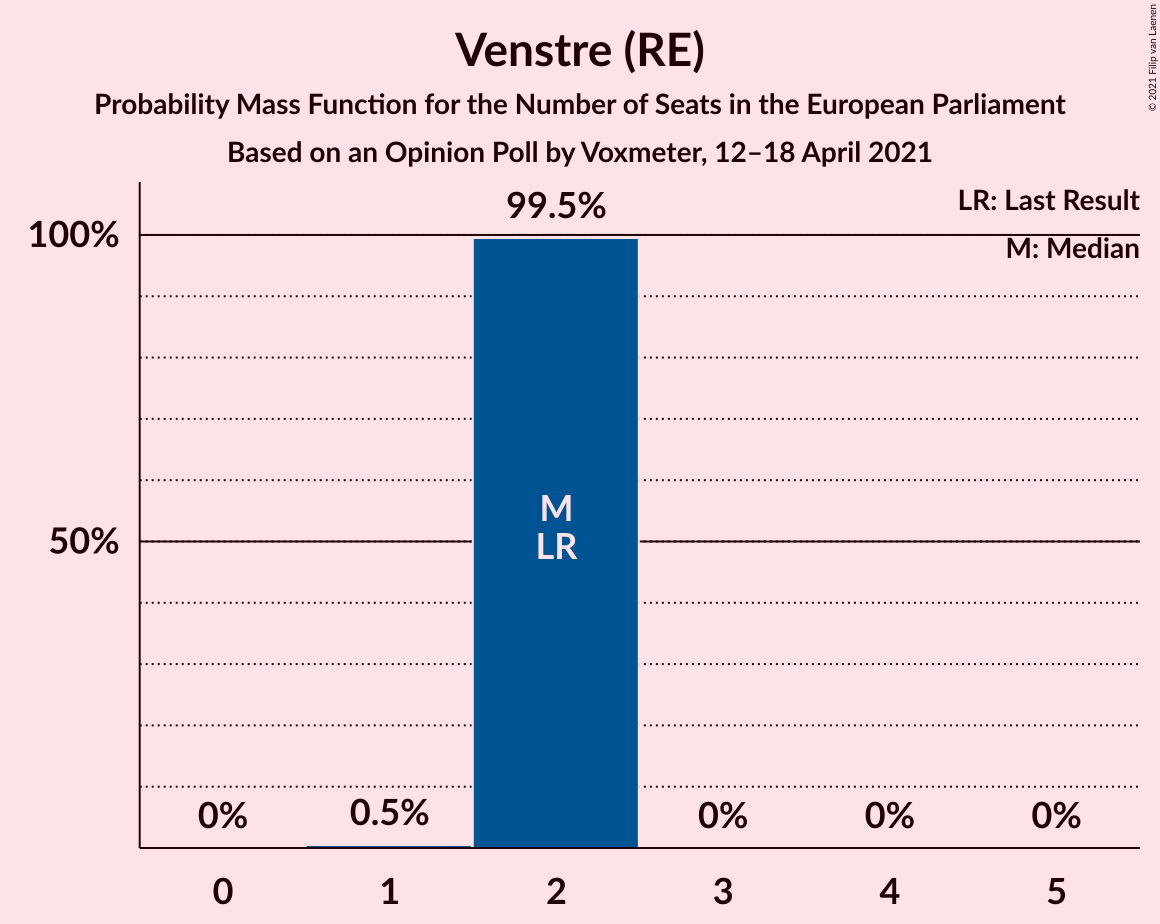 Venstre (RE)
Probability Mass Function for the Number of Seats in the European Parliament
Based on an Opinion Poll by Voxmeter, 12–18 April 2021
© 2021 Filip van Laenen
LR: Last Result
M: Median
100%
50%
99.5%
M
LR
0%
0.5%
0%
0%
0%
0
1
2
3
4
5